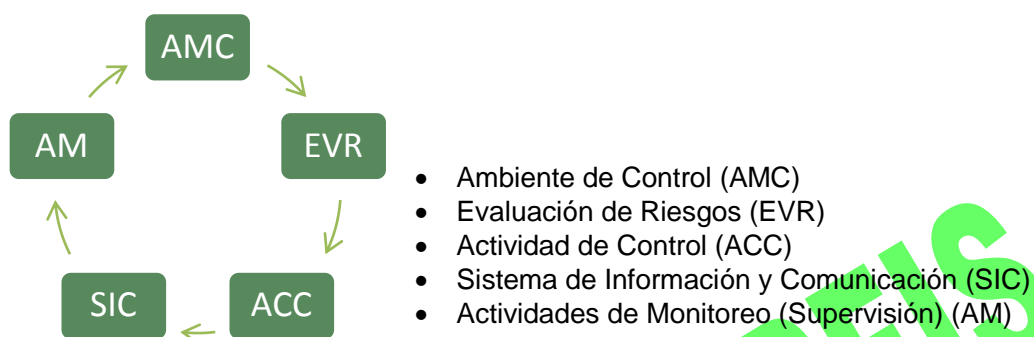 AMC
AM
EVR
SIC
ACC
• Ambiente de Control (AMC)
• Evaluación de Riesgos (EVR)
• Actividad de Control (ACC)
• Sistema de Información y Comunicación (SIC)
• Actividades de Monitoreo (Supervisión) (AM)